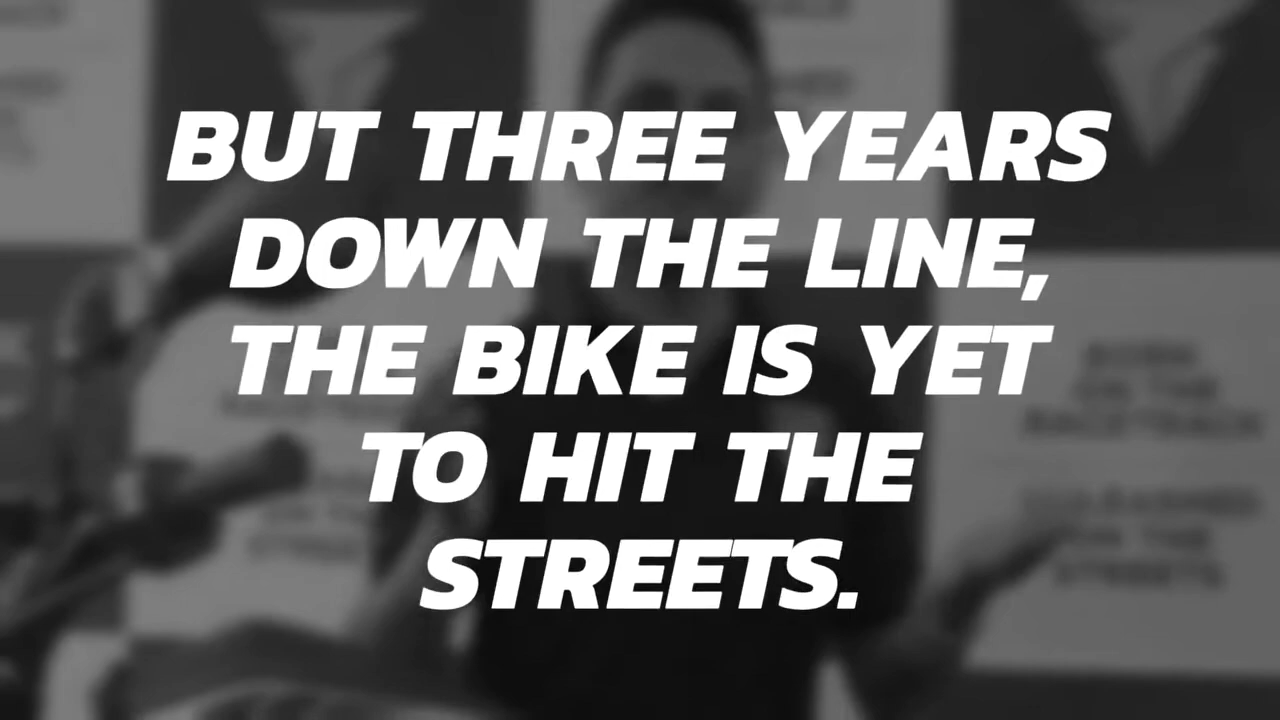 BUT THREE YEARS
DOWN THE LINE,
THE BIKE IS YET
TO HIT THE
STREETS.